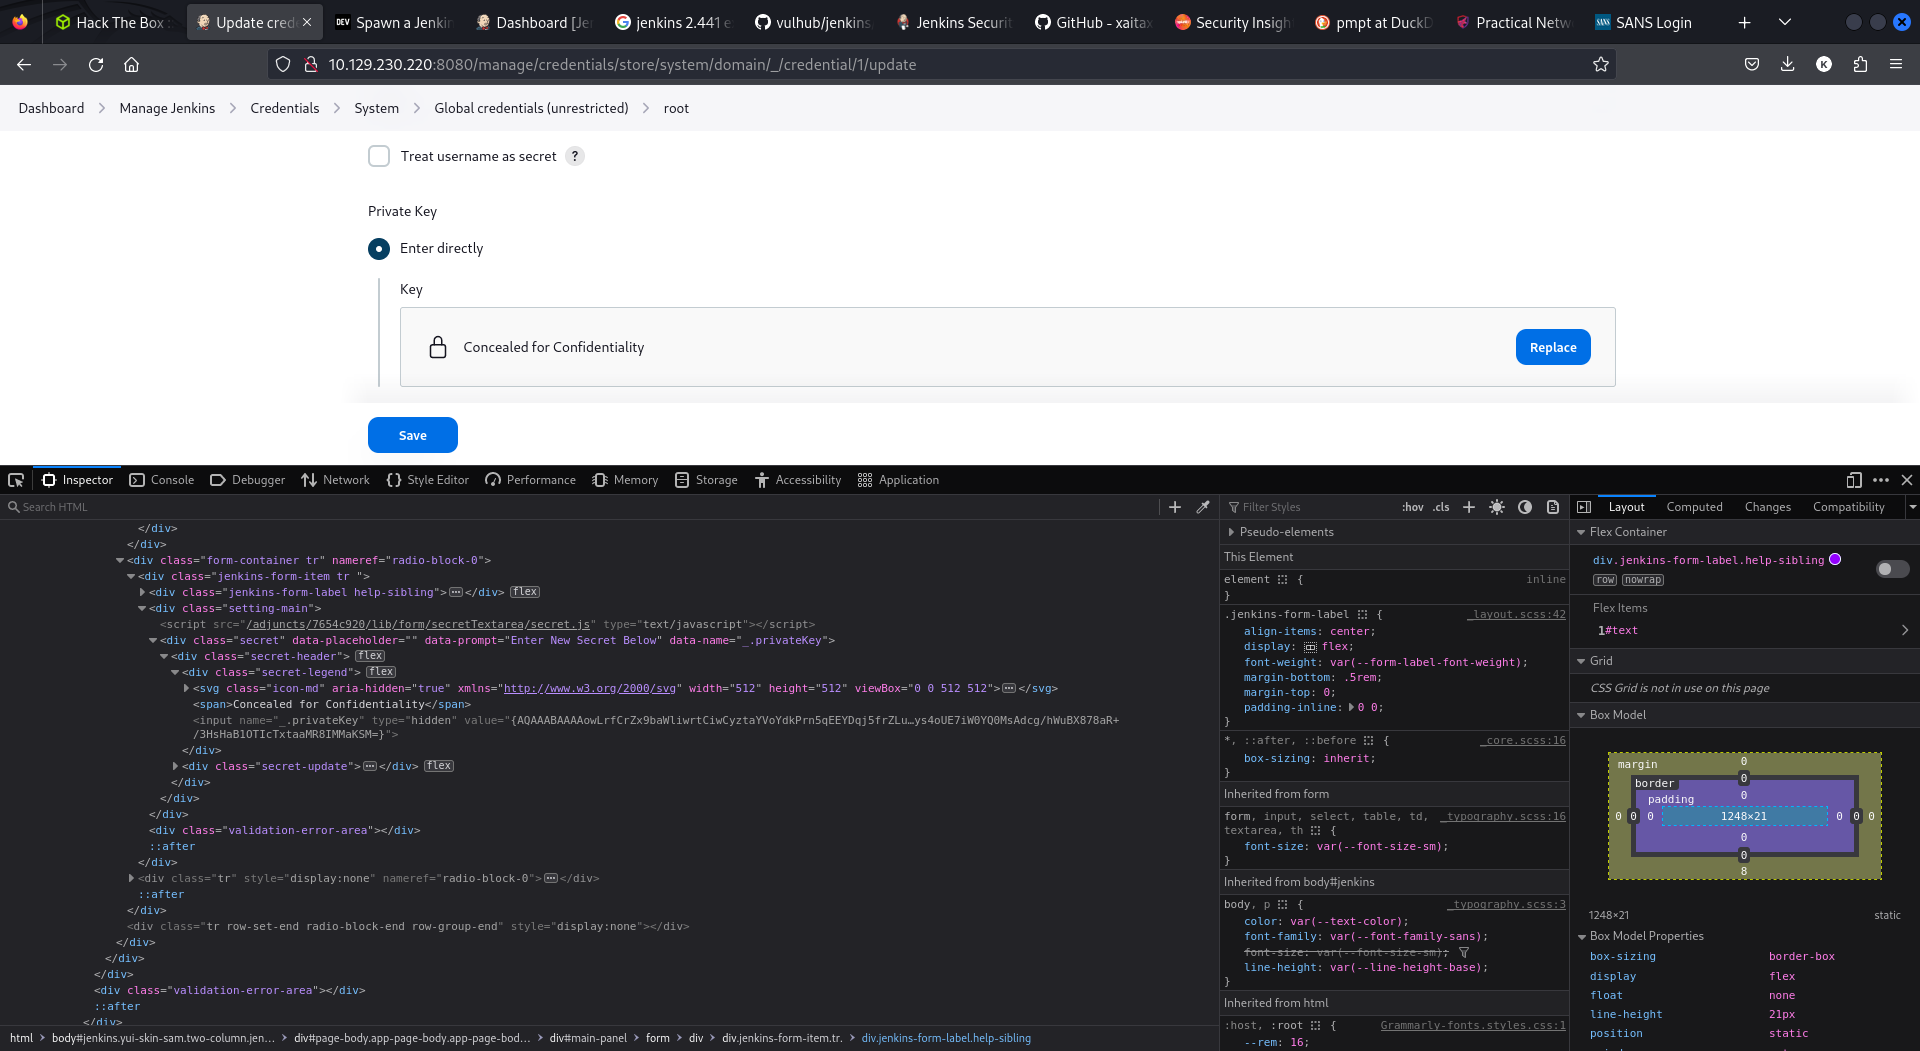 Hack The Box :
Update crede
Spawn a Jenkin
Dashboard [Je
jenkins 2.441 e
vulhub/jenkins
Jenkins Securit
GitHub - xaitax
Security Insigh
pmpt at DuckD
Practical Netw
SANS Login
10.129.230.220:8080/manage/credentials/store/system/domain/_/credential/1/update
Dashboard > Manage Jenkins > Credentials > System > Global credentials (unrestricted) > root
Treat username as secret ?
Private Key
Enter directly
Key
Concealed for Confidentiality
Replace
Save
Inspector Console Debugger Network Style Editor Performance Memory Storage Accessibility Application
Search HTML
</div>
</div>
<div class="form-container tr" nameref="radio-block-0">
<div class="jenkins-form-item tr ">
<div class="jenkins-form-label help-sibling"></div> flex
<div class="setting-main">
<script src="/adjuncts/7654c920/lib/form/secretTextarea/secret.js" type="text/javascript"></script>
<div class="secret" data-placeholder="" data-prompt="Enter New Secret Below" data-name="_.privateKey">
<div class="secret-header"> flex
<div class="secret-legend"> flex
<svg class="icon-md" aria-hidden="true" xmlns="http://www.w3.org/2000/svg" width="512" height="512" viewBox="0 0 512 512"></svg>
<span>Concealed for Confidentiality</span>
<input name="_.privateKey" type="hidden" value="{AQAAABAAAAowLrfCrZx9baWliwrtCiwCyztaYVoYdkPrn5qEEYDqj5frZLu…ys4oUE7iW0YQ0MsAdcg/hWuBX878aR+
/3HsHaB1OTIcTxtaaMR8IMMaKSM=}">
</div>
<div class="secret-update"></div> flex
</div>
</div>
</div>
<div class="validation-error-area"></div>
::after
</div>
<div class="tr" style="display:none" nameref="radio-block-0"></div>
::after
</div>
<div class="tr row-set-end radio-block-end row-group-end" style="display:none"></div>
</div>
</div>
</div>
<div class="validation-error-area"></div>
::after
</div>
html > body#jenkins.yui-skin-sam.two-column.jen… > div#page-body.app-page-body.app-page-bod… > div#main-panel > form > div > div.jenkins-form-item.tr. > div.jenkins-form-label.help-sibling
Filter Styles :hov .cls
Pseudo-elements
This Element
element { inline
}
.jenkins-form-label { _layout.scss:42
align-items: center;
display: flex;
font-weight: var(--form-label-font-weight);
margin-bottom: .5rem;
margin-top: 0;
padding-inline: 0 0;
}
*, ::after, ::before { _core.scss:16
box-sizing: inherit;
}
Inherited from form
form, input, select, table, td, _typography.scss:16
textarea, th {
font-size: var(--font-size-sm);
}
Inherited from body#jenkins
body, p { _typography.scss:3
color: var(--text-color);
font-family: var(--font-family-sans);
font-size: var(--font-size-sm);
line-height: var(--line-height-base);
}
Inherited from html
:host, :root { Grammarly-fonts.styles.css:1
--rem: 16;
Layout Computed Changes Compatibility
Flex Container
div.jenkins-form-label.help-sibling
row nowrap
Flex Items
1#text
Grid
CSS Grid is not in use on this page
Box Model
margin 0
border 0
padding 0
0 0 0 1248×21 0 0 0
0
0
8
1248×21 static
Box Model Properties
box-sizing border-box
display flex
float none
line-height 21px
position static